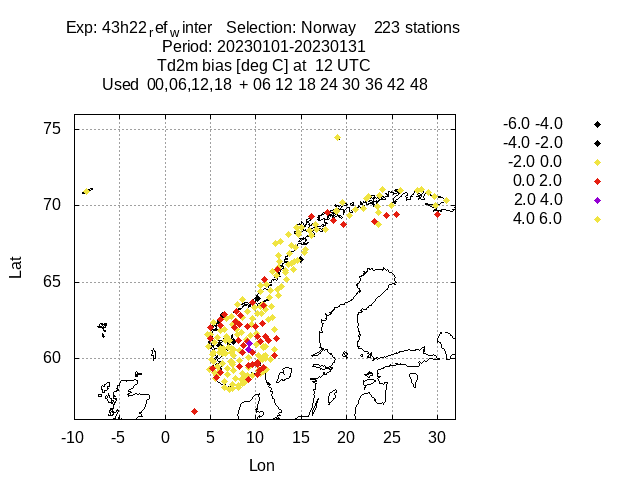 Exp: 43h22ref_winter   Selection: Norway    223 stations
Period: 20230101-20230131
Td2m bias [deg C] at  12 UTC
Used  00,06,12,18  + 06 12 18 24 30 36 42 48
-6.0 -4.0
-4.0 -2.0
-2.0 0.0
0.0 2.0
2.0 4.0
4.0 6.0
75
70
65
60
Lat
-10 -5 0 5 10 15 20 25 30
Lon